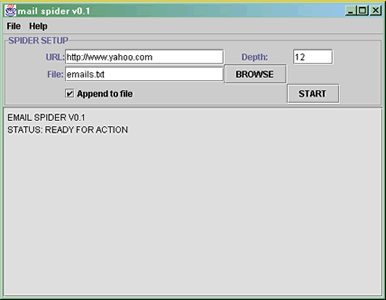 mail spider v0.1
File Help
SPIDER SETUP
URL: http://www.yahoo.com Depth: 12
File: emails.txt BROWSE
Append to file START
EMAIL SPIDER V0.1
STATUS: READY FOR ACTION